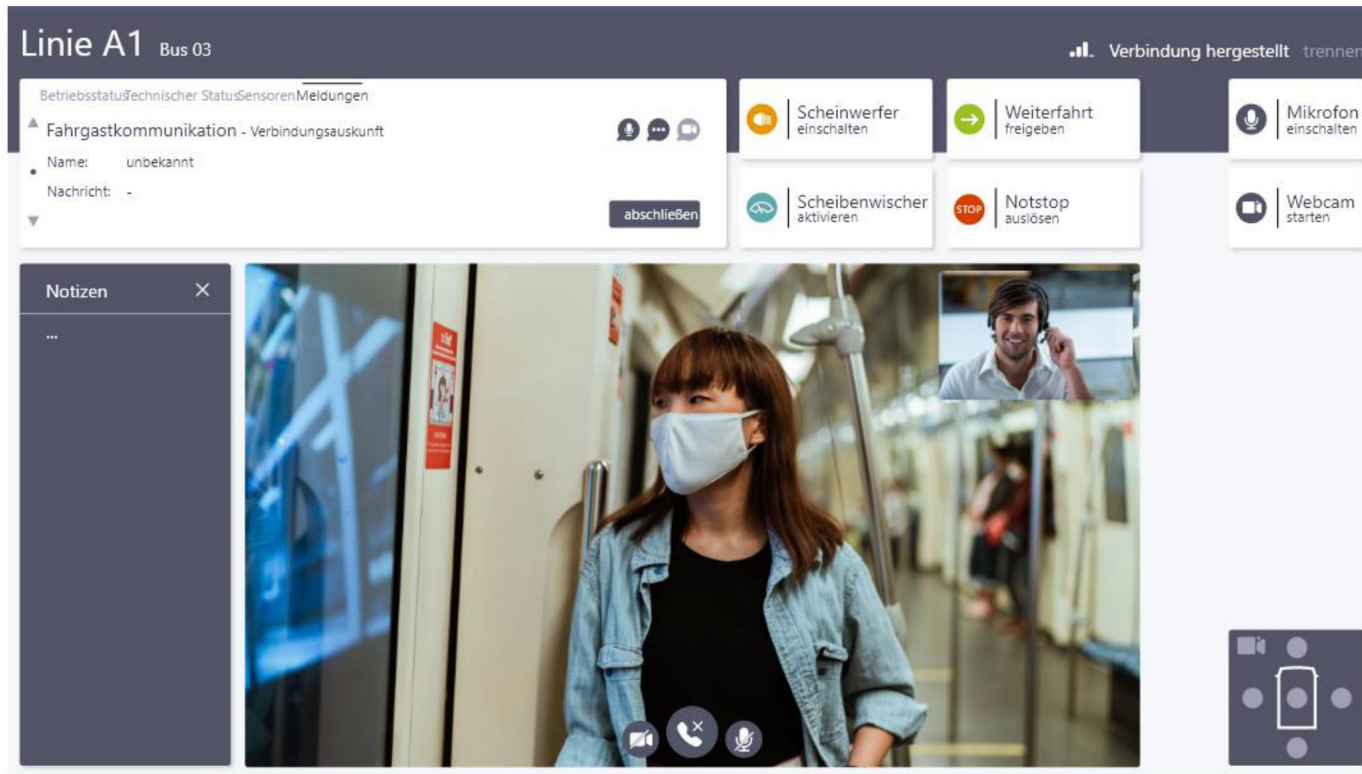 Linie A1 Bus 03
Verbindung hergestellt trennen
Betriebsstatus Technischer Status Sensoren Meldungen
Fahrgastkommunikation - Verbindungsauskunft
Name: unbekannt
Nachricht: -
abschließen
Scheinwerfer
einschalten
Weiterfahrt
freigeben
Mikrofon
einschalten
Scheibenwischer
aktivieren
STOP
Notstop
auslösen
Webcam
starten
Notizen
...